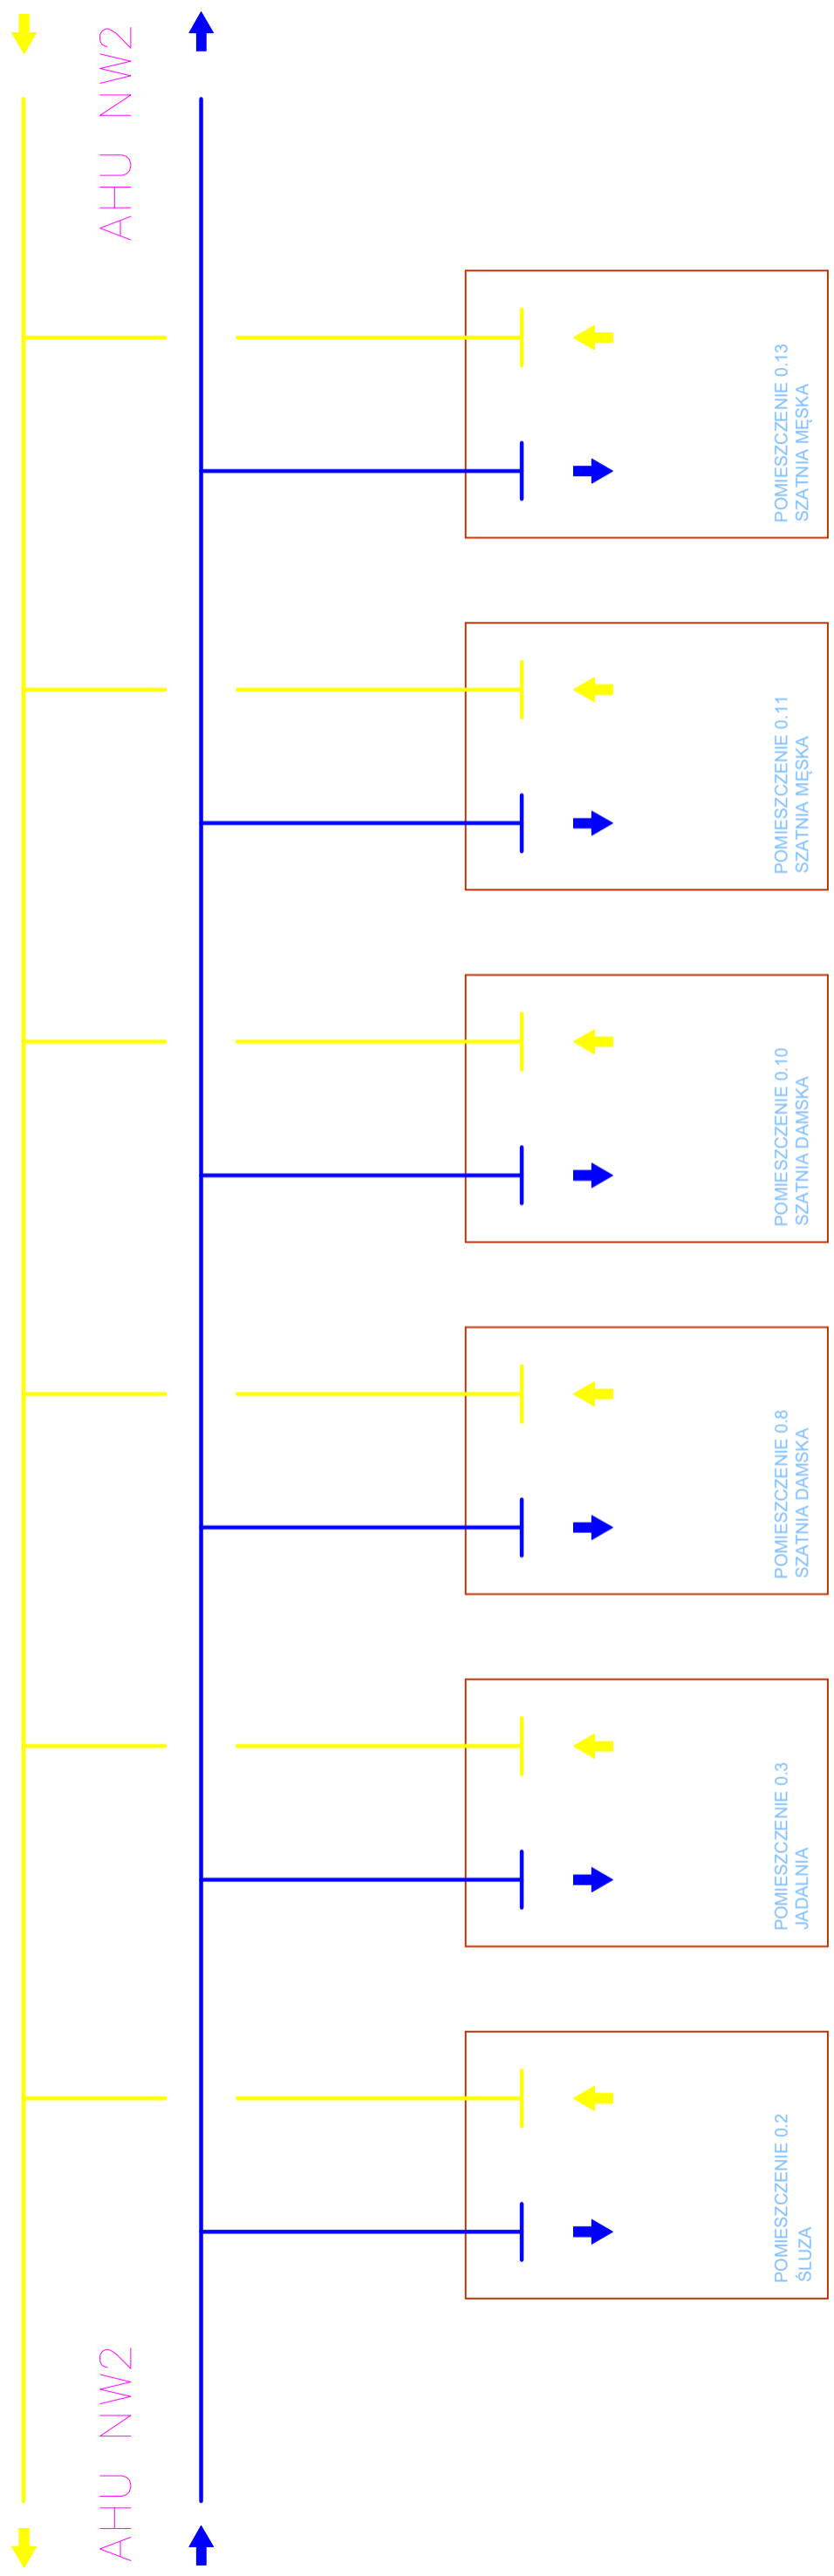 AHU NW2
POMIESZCZENIE 0.2
ŚLUZA
POMIESZCZENIE 0.3
JADALNIA
POMIESZCZENIE 0.8
SZATNIA DAMSKA
POMIESZCZENIE 0.10
SZATNIA DAMSKA
POMIESZCZENIE 0.11
SZATNIA MĘSKA
POMIESZCZENIE 0.13
SZATNIA MĘSKA
AHU NW2